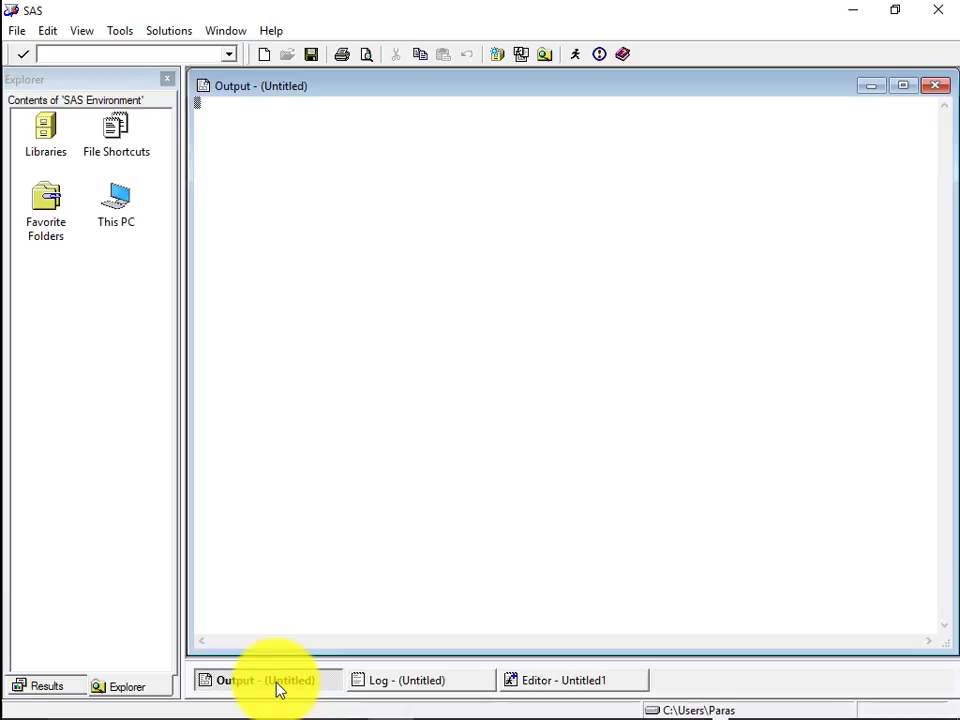 SAS
File Edit View Tools Solutions Window Help
Explorer
Contents of 'SAS Environment'
Libraries
File Shortcuts
Favorite Folders
This PC
Output - (Untitled)
Results
Explorer
Output - (Untitled)
Log - (Untitled)
Editor - Untitled1
C:\Users\Paras